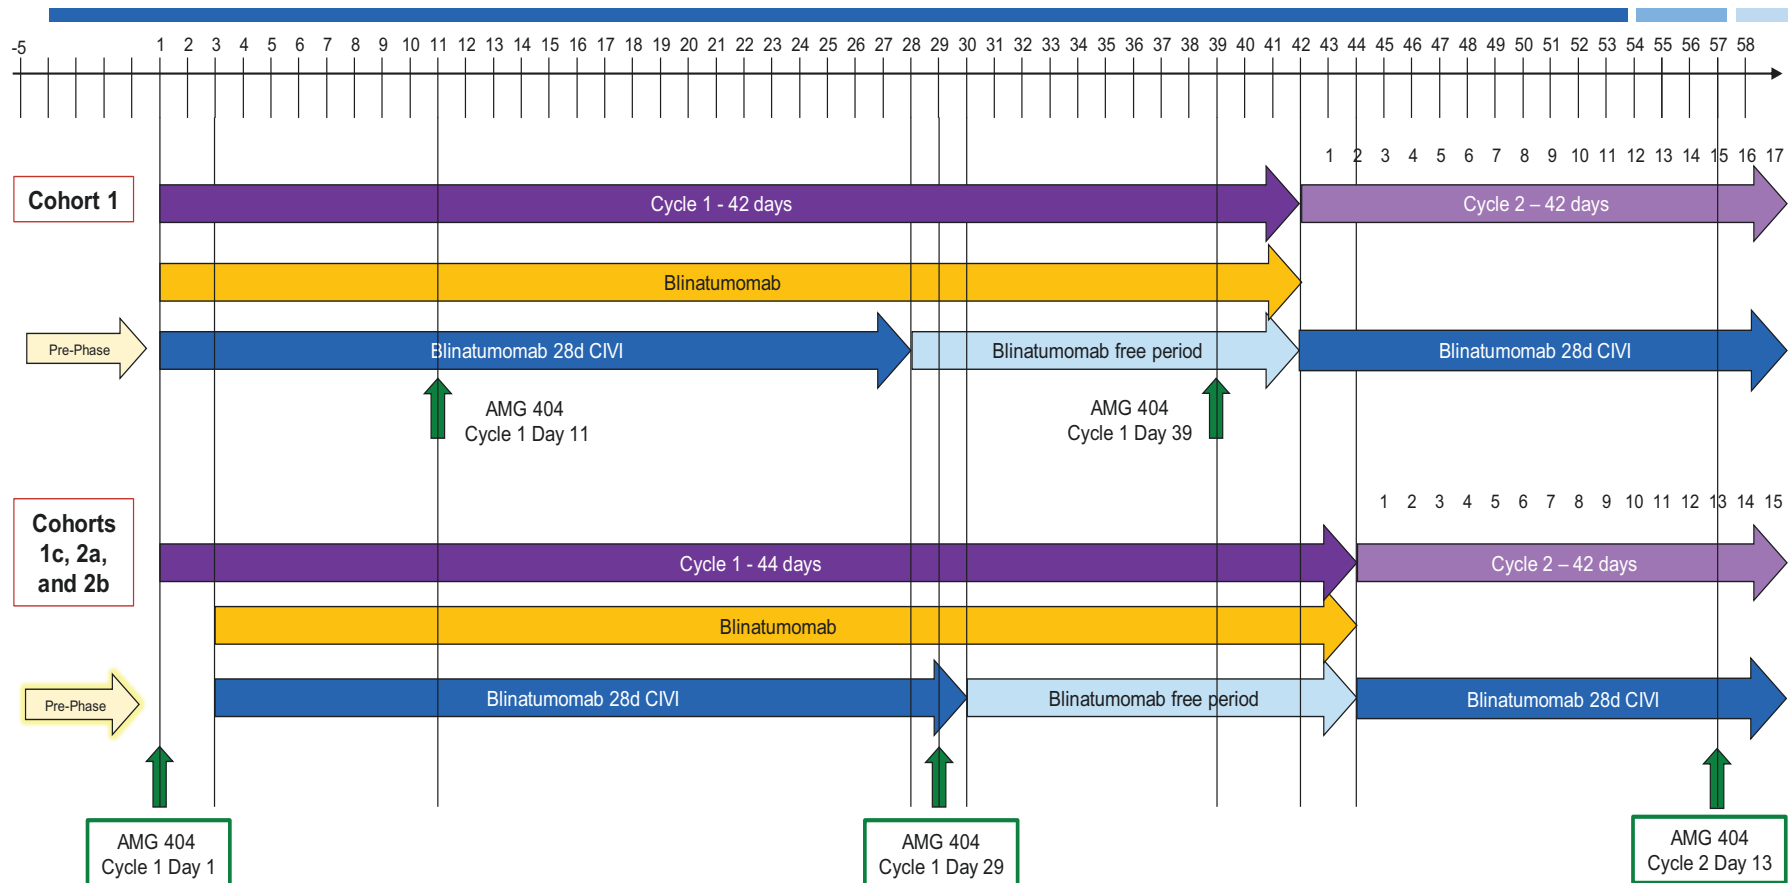 -5 1 2 3 4 5 6 7 8 9 10 11 12 13 14 15 16 17 18 19 20 21 22 23 24 25 26 27 28 29 30 31 32 33 34 35 36 37 38 39 40 41 42 43 44 45 46 47 48 49 50 51 52 53 54 55 56 57 58
1 2 3 4 5 6 7 8 9 10 11 12 13 14 15 16 17
Cohort 1
Cycle 1 - 42 days
Cycle 2 – 42 days
Blinatumomab
Pre-Phase
Blinatumomab 28d CIVI
Blinatumomab free period
Blinatumomab 28d CIVI
AMG 404
Cycle 1 Day 11
AMG 404
Cycle 1 Day 39
1 2 3 4 5 6 7 8 9 10 11 12 13 14 15
Cohorts
1c, 2a,
and 2b
Cycle 1 - 44 days
Cycle 2 – 42 days
Blinatumomab
Pre-Phase
Blinatumomab 28d CIVI
Blinatumomab free period
Blinatumomab 28d CIVI
AMG 404
Cycle 1 Day 1
AMG 404
Cycle 1 Day 29
AMG 404
Cycle 2 Day 13